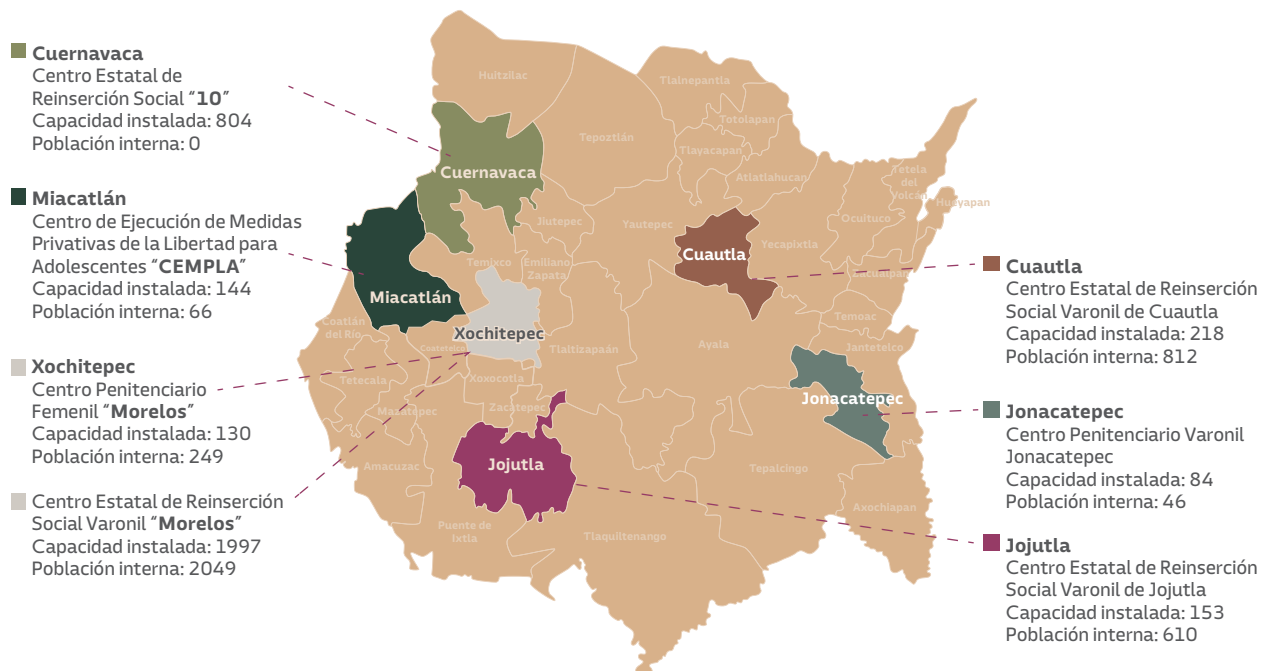 Cuernavaca
Centro Estatal de
Reinserción Social “10”
Capacidad instalada: 804
Población interna: 0
Miacatlán
Centro de Ejecución de Medidas
Privativas de la Libertad para
Adolescentes “CEMPLA”
Capacidad instalada: 144
Población interna: 66
Xochitepec
Centro Penitenciario
Femenil “Morelos”
Capacidad instalada: 130
Población interna: 249
Centro Estatal de Reinserción
Social Varonil “Morelos”
Capacidad instalada: 1997
Población interna: 2049
Huitzilac
Tlalnepantla
Totolapan
Tepoztlán
Tlayacapan
Cuernavaca
Atlatlahucan
Tetela
del
Volcán
Hueyapan
Jiutepec
Yautepec
Ocuituco
Yecapixtla
Cuautla
Temixco
Emiliano
Zapata
Zacualpan
Miacatlán
Temoac
Coatlán
del Río
Xochitepec
Coatetelco
Tlaltizapaán
Ayala
Jantetelco
Tetecala
Xoxocotla
Jonacatepec
Mazatepec
Zacatepec
Amacuzac
Jojutla
Tepalcingo
Axochiapan
Puente de
Ixtla
Tlaquiltenango
Cuautla
Centro Estatal de Reinserción
Social Varonil de Cuautla
Capacidad instalada: 218
Población interna: 812
Jonacatepec
Centro Penitenciario Varonil
Jonacatepec
Capacidad instalada: 84
Población interna: 46
Jojutla
Centro Estatal de Reinserción
Social Varonil de Jojutla
Capacidad instalada: 153
Población interna: 610